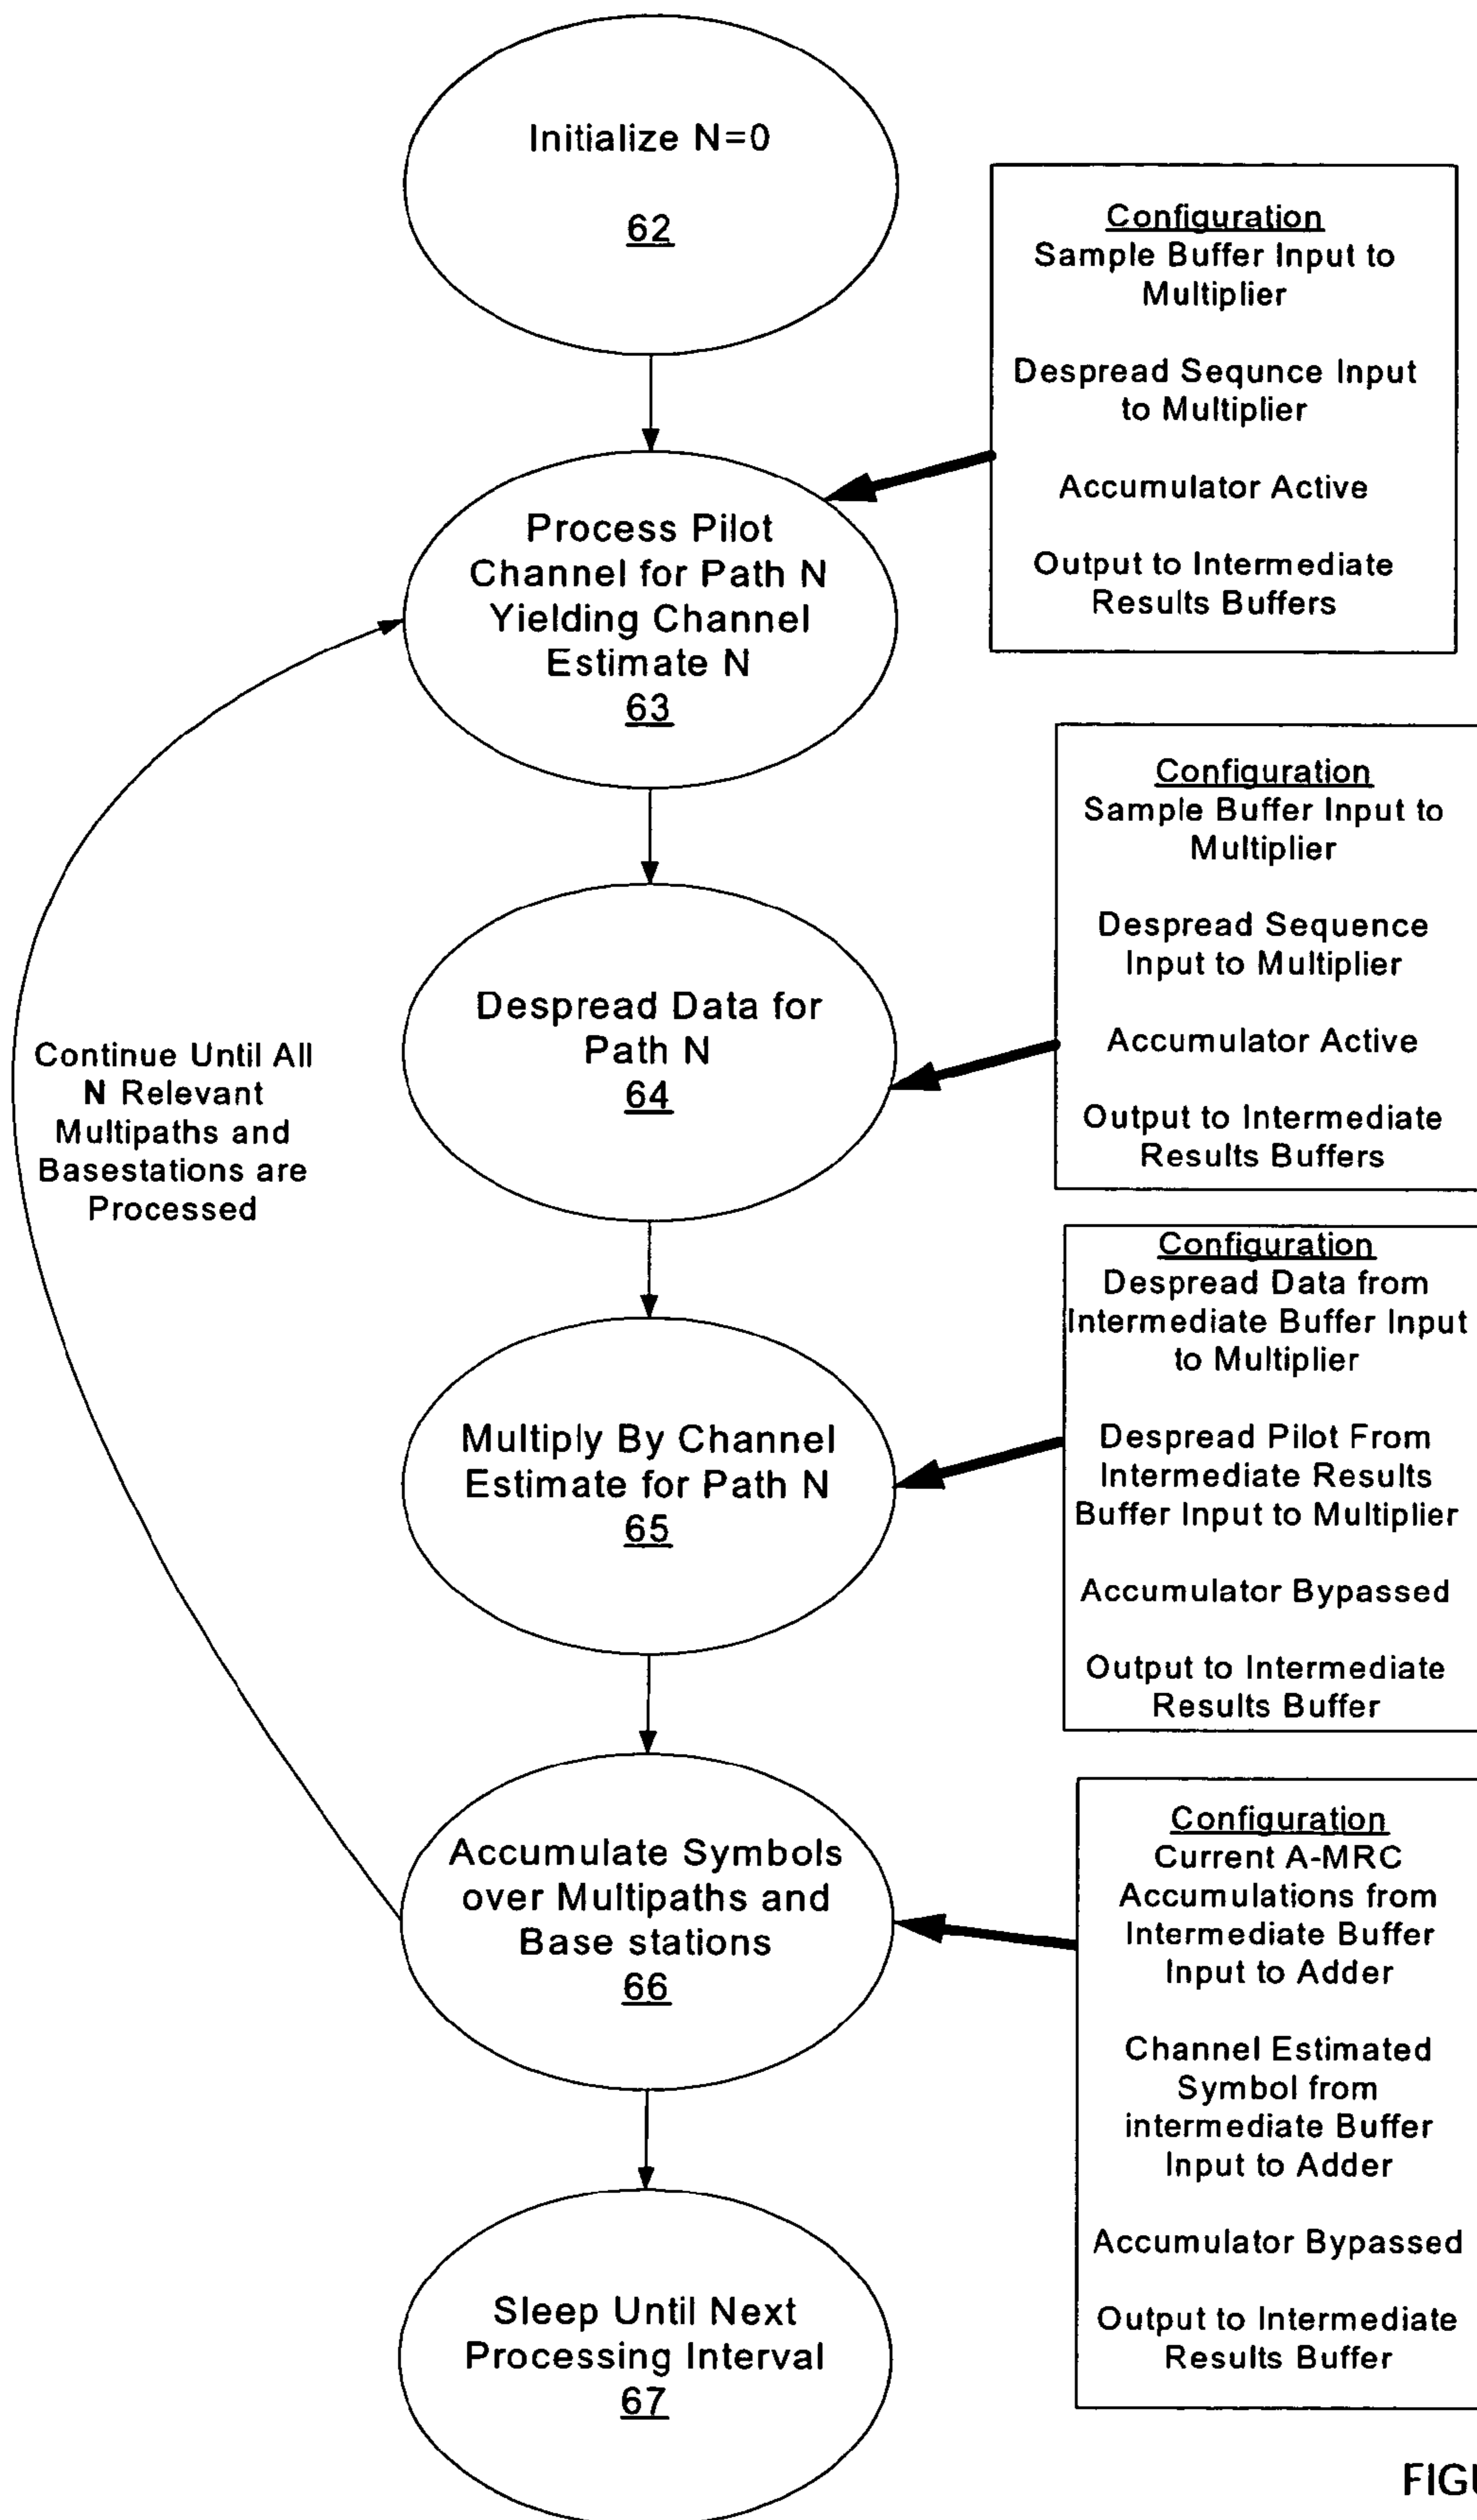 Initialize N=0
62
Configuration
Sample Buffer Input to
Multiplier
Despread Sequnce Input
to Multiplier
Accumulator Active
Output to Intermediate
Results Buffers
Process Pilot
Channel for Path N
Yielding Channel
Estimate N
63
Configuration
Sample Buffer Input to
Multiplier
Despread Sequence
Input to Multiplier
Accumulator Active
Output to Intermediate
Results Buffers
Despread Data for
Path N
64
Continue Until All
N Relevant
Multipaths and
Basestations are
Processed
Configuration
Despread Data from
Intermediate Buffer Input
to Multiplier
Despread Pilot From
Intermediate Results
Buffer Input to Multiplier
Accumulator Bypassed
Output to Intermediate
Results Buffer
Multiply By Channel
Estimate for Path N
65
Configuration
Current A-MRC
Accumulations from
Intermediate Buffer
Input to Adder
Channel Estimated
Symbol from
intermediate Buffer
Input to Adder
Accumulator Bypassed
Output to Intermediate
Results Buffer
Accumulate Symbols
over Multipaths and
Base stations
66
Sleep Until Next
Processing Interval
67